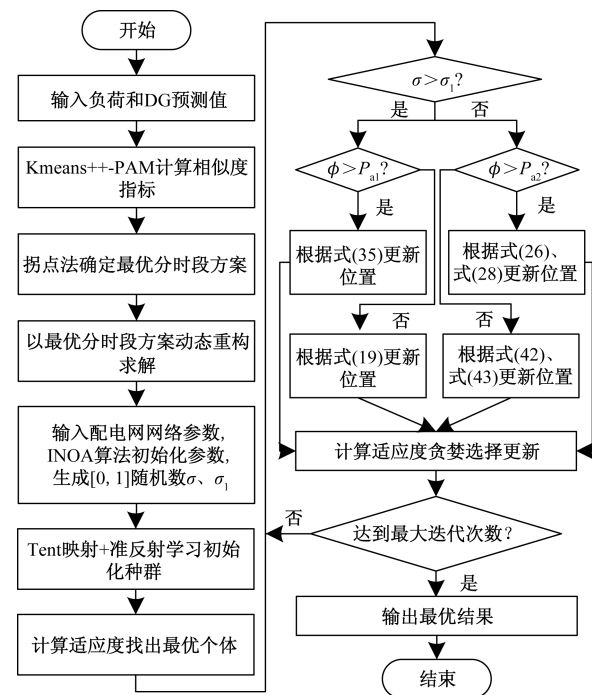 开始
输入负荷和DG预测值
Kmeans++-PAM计算相似度
指标
拐点法确定最优分时段方案
以最优分时段方案动态重构
求解
输入配电网网络参数,
INOA算法初始化参数,
生成[0, 1]随机数σ、σ1
Tent映射+准反射学习初始
化种群
计算适应度找出最优个体
σ>σ1?
是
否
ϕ>Pa1?
ϕ>Pa2?
是
是
根据式(35)更新
位置
根据式(26)、
式(28)更新位置
否
否
根据式(19)更新
位置
根据式(42)、
式(43)更新位置
计算适应度贪婪选择更新
否
达到最大迭代次数?
是
输出最优结果
结束